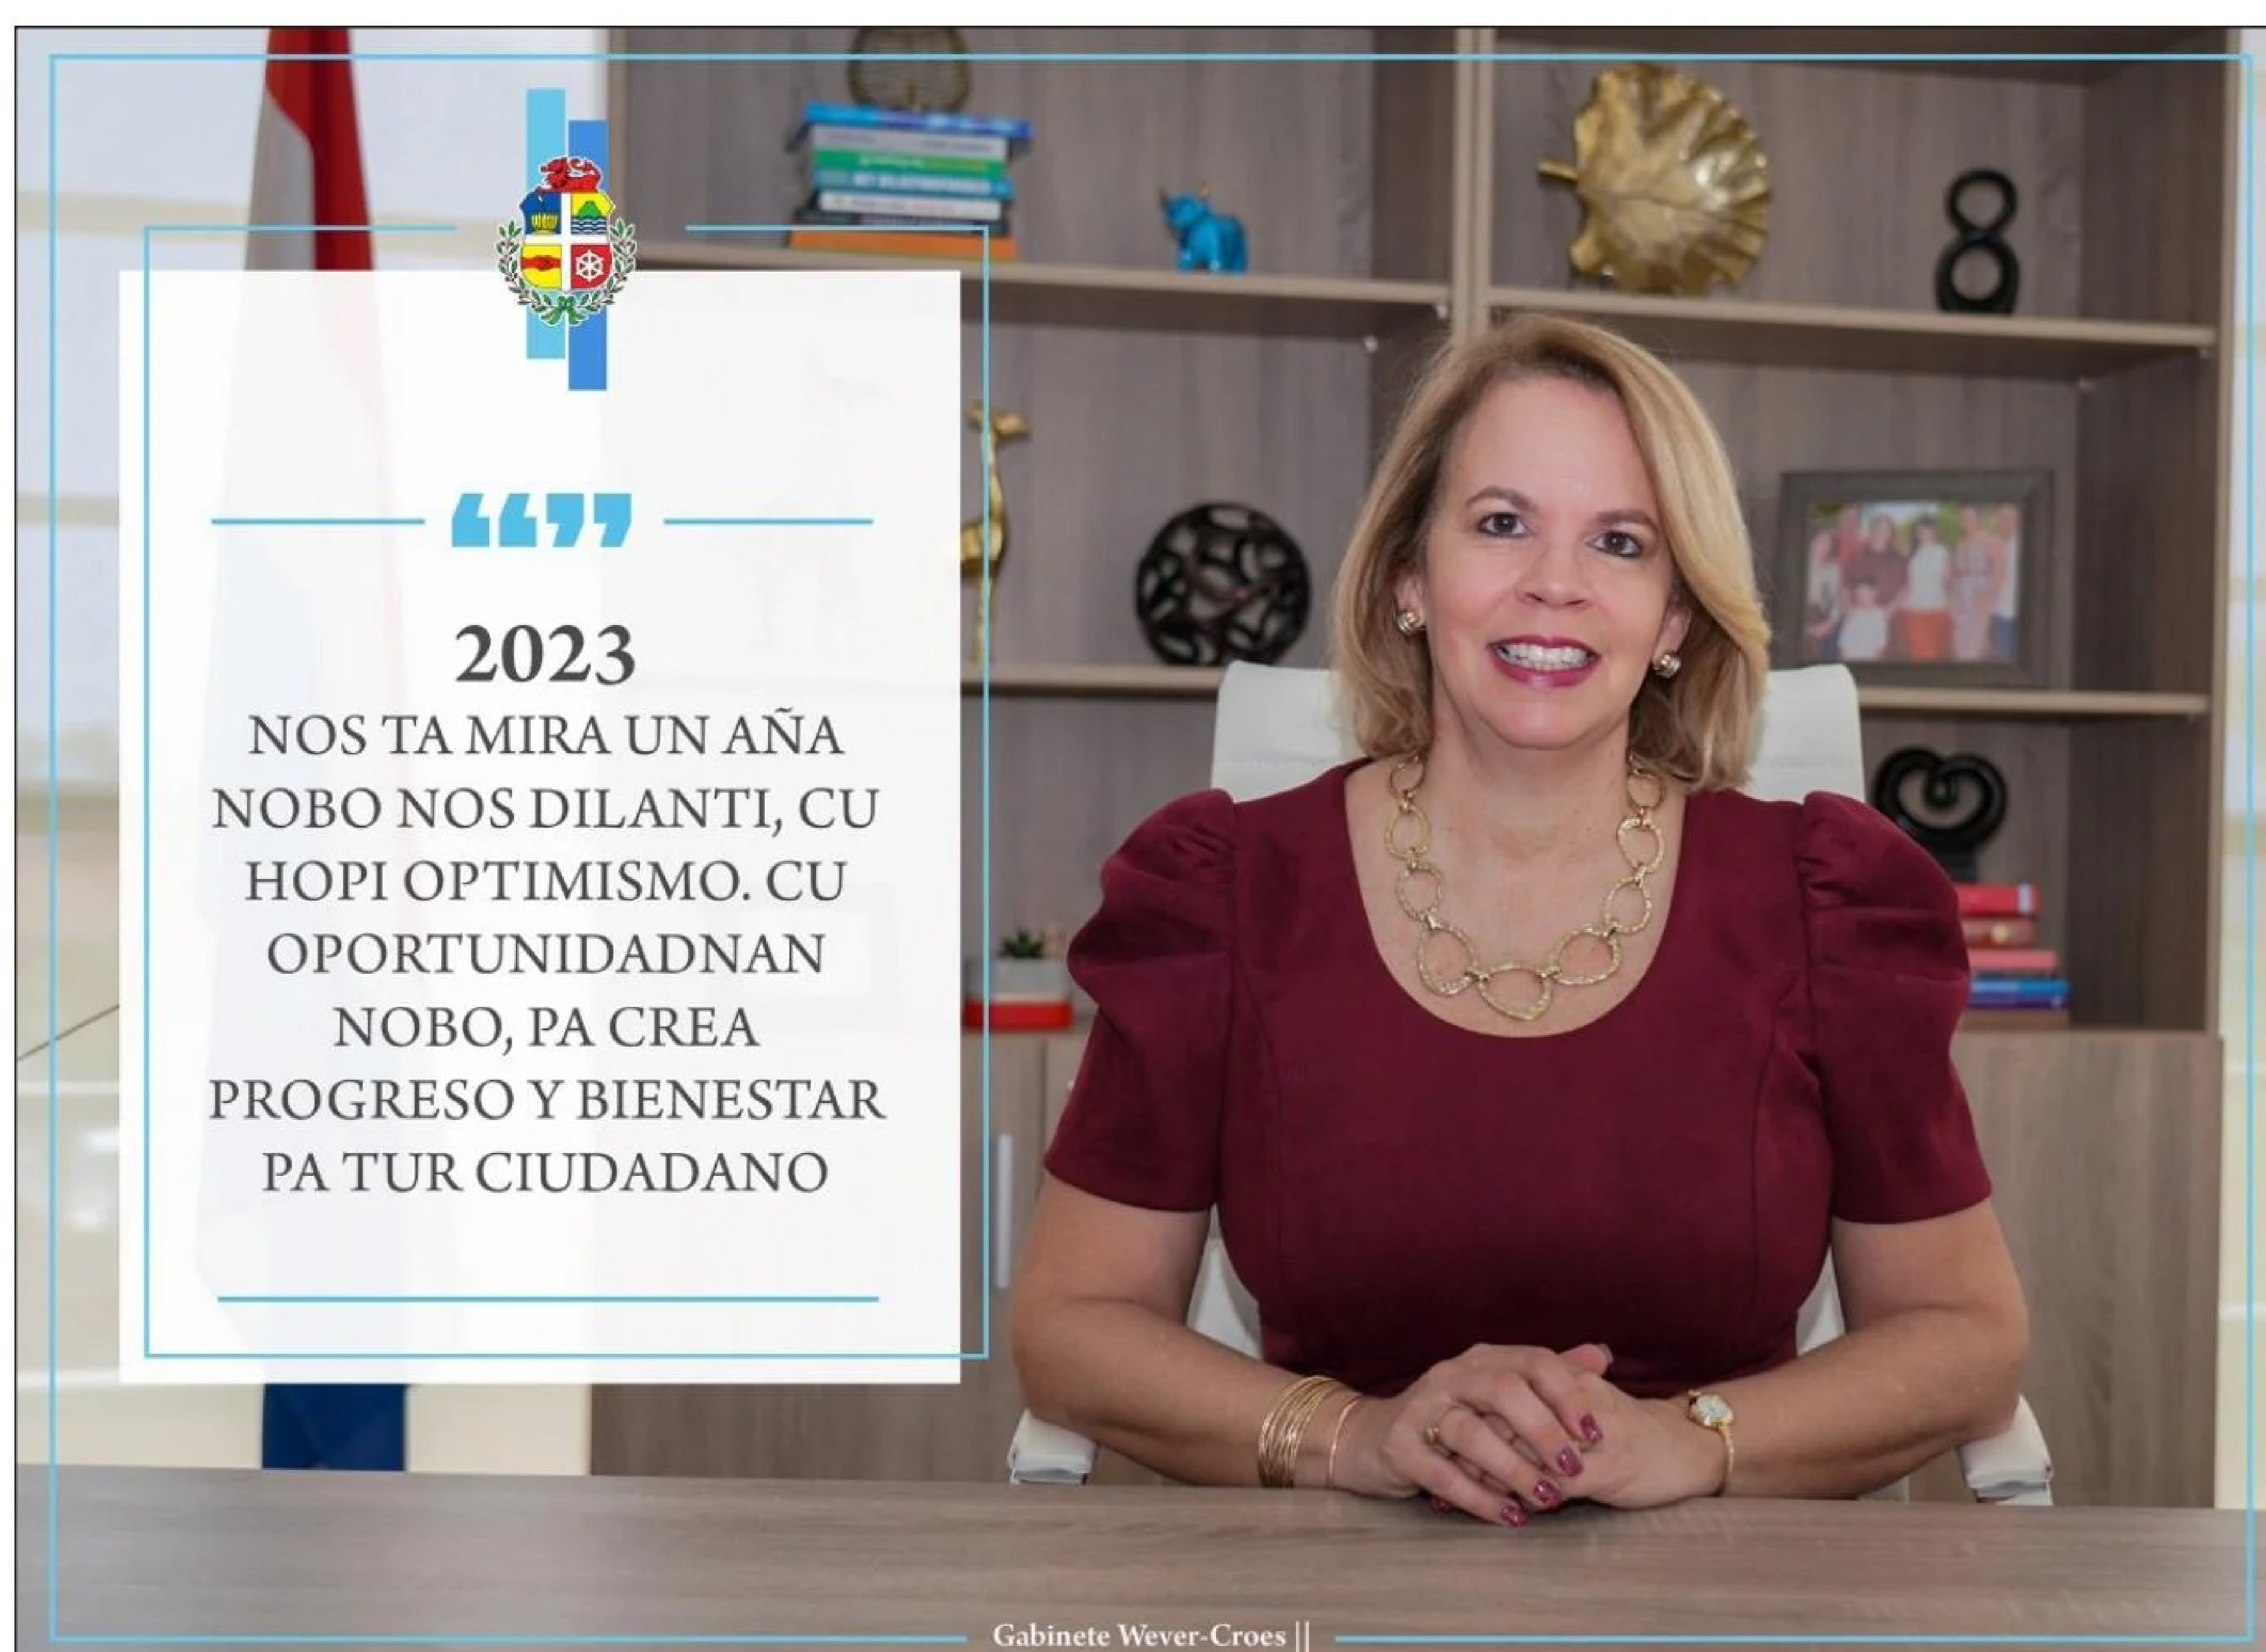 2023
NOS TA MIRA UN AÑA
NOBO NOS DILANTI, CU
HOPI OPTIMISMO. CU
OPORTUNIDADNAN
NOBO, PA CREA
PROGRESO Y BIENESTAR
PA TUR CIUDADANO
Gabinete Wever-Croes ||